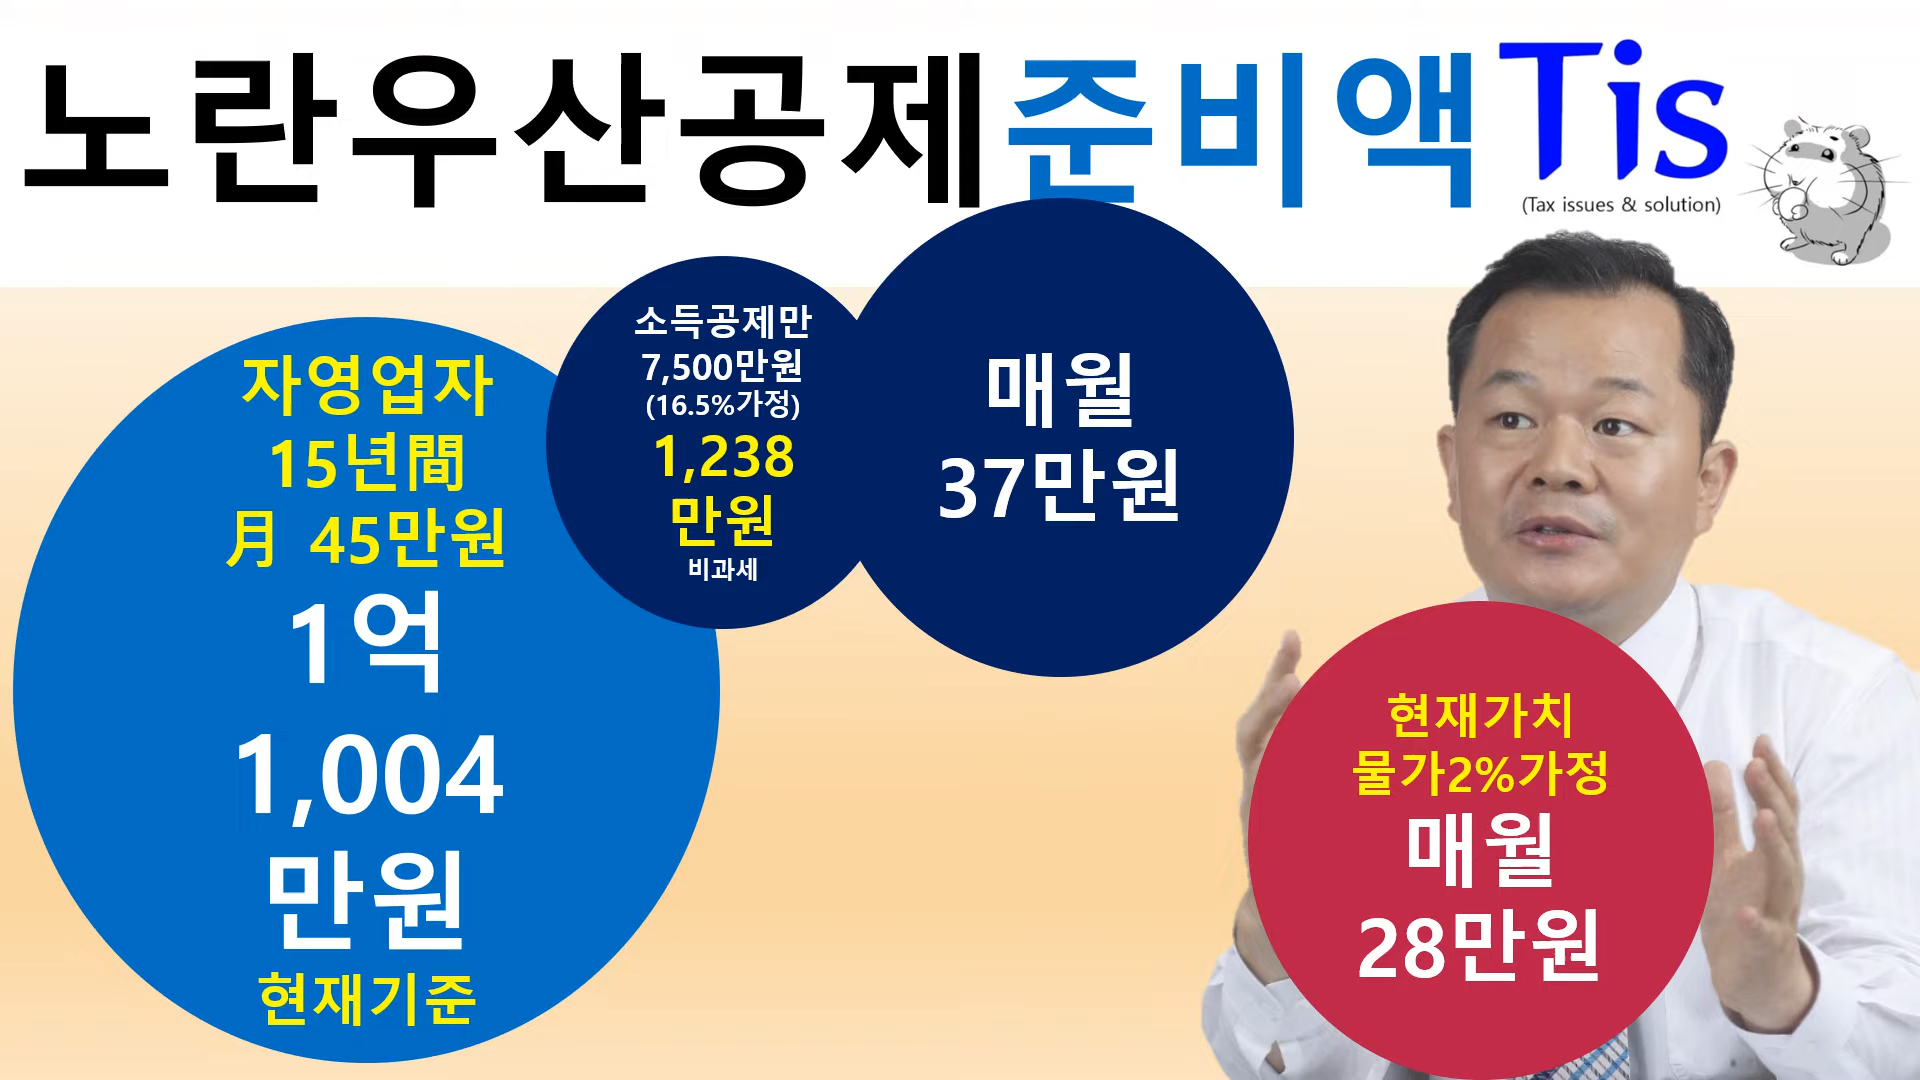 노란우산공제준비액
Tis
(Tax issues & solution)
자영업자
15년間
月 45만원
1억
1,004
만원
현재기준
소득공제만
7,500만원
(16.5%가정)
1,238
만원
비과세
매월
37만원
현재가치
물가2%가정
매월
28만원